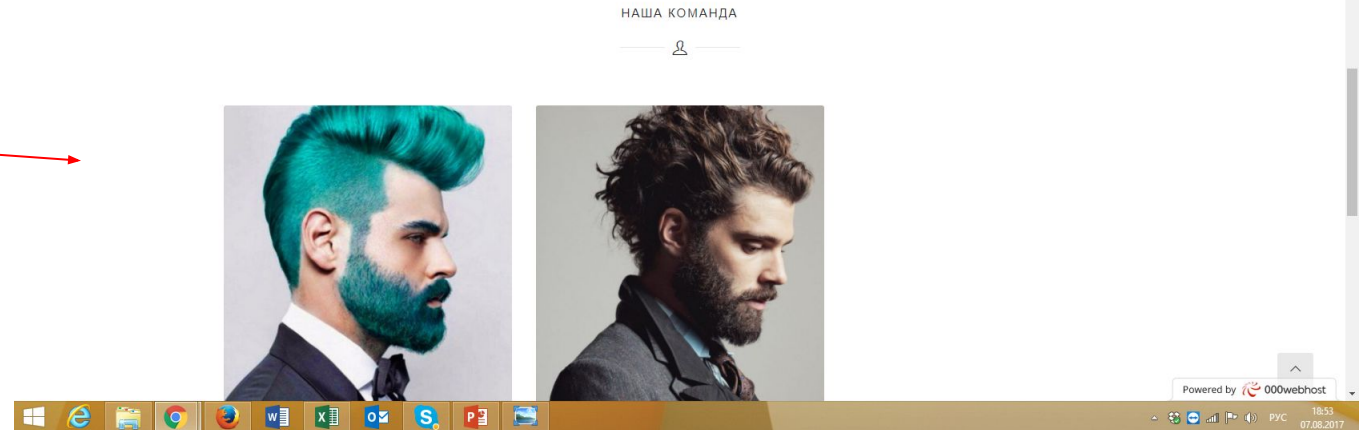 НАША КОМАНДА
Powered by 000webhost
РУС
18:53
07.08.2017